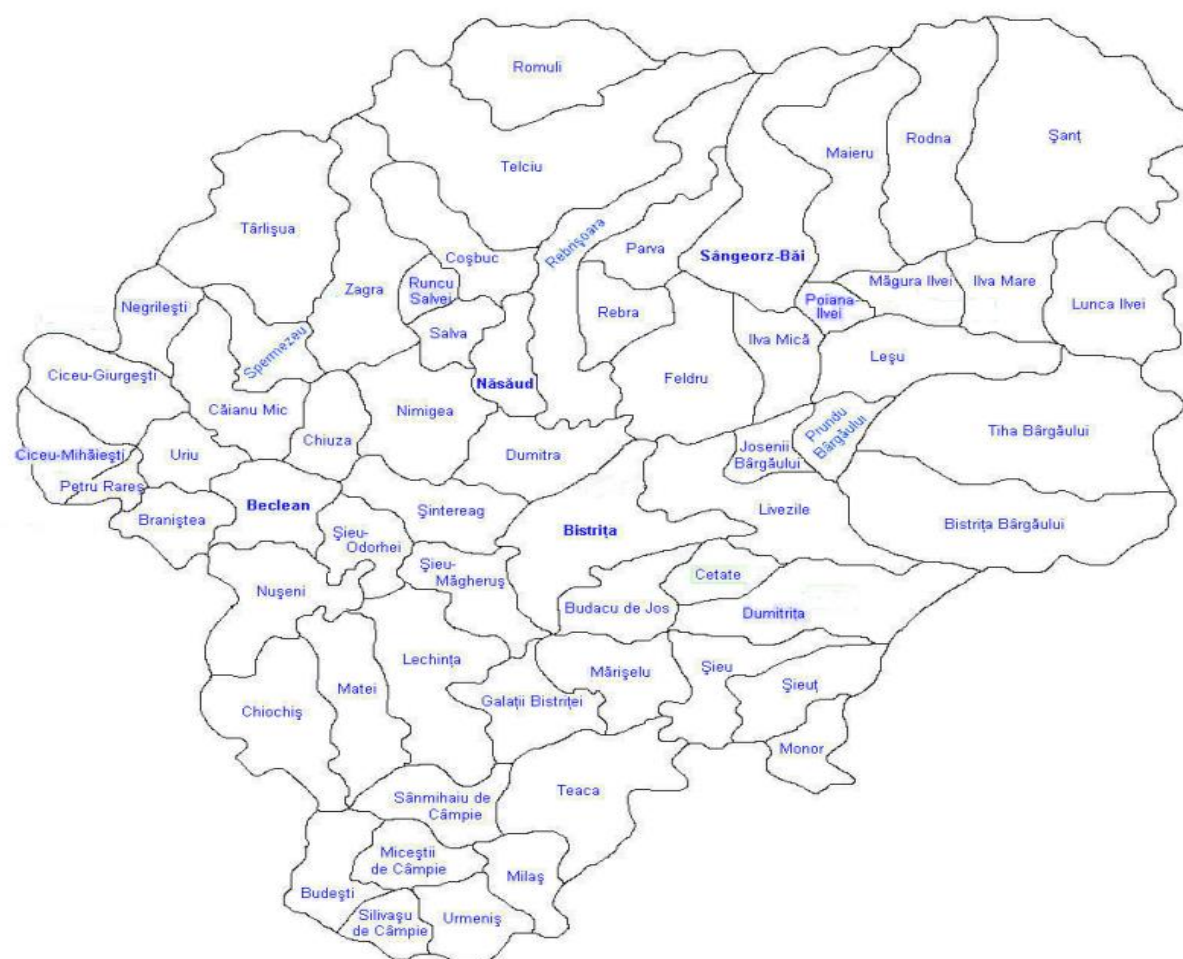 Romuli
Şanţ
Rodna
Maieru
Telciu
Târlişua
Rebrişoara
Parva
Sângeorz-Băi
Coşbuc
Măgura Ilvei
Ilva Mare
Runcu
Salvei
Zagra
Poiana-
Ilvei
Lunca Ilvei
Negrileşti
Rebra
Salva
Ilva Mică
Spermezeu
Leşu
Ciceu-Giurgeşti
Feldru
Năsăud
Căianu Mic
Nimigea
Prundu
Bârgăului
Tiha Bârgăului
Chiuza
Josenii
Bârgăului
Ciceu-Mihăieşti
Uriu
Dumitra
Petru Rareş
Beclean
Şintereag
Livezile
Braniştea
Bistriţa
Bistriţa Bârgăului
Şieu-
Odorhei
Şieu-
Măgheruş
Cetate
Nuşeni
Budacu de Jos
Dumitriţa
Lechinţa
Mărişelu
Şieu
Matei
Şieuţ
Chiochiş
Galaţii Bistriţei
Monor
Teaca
Sânmihaiu de
Câmpie
Miceştii
de Câmpie
Milaş
Budeşti
Silivaşu
de Câmpie
Urmeniş